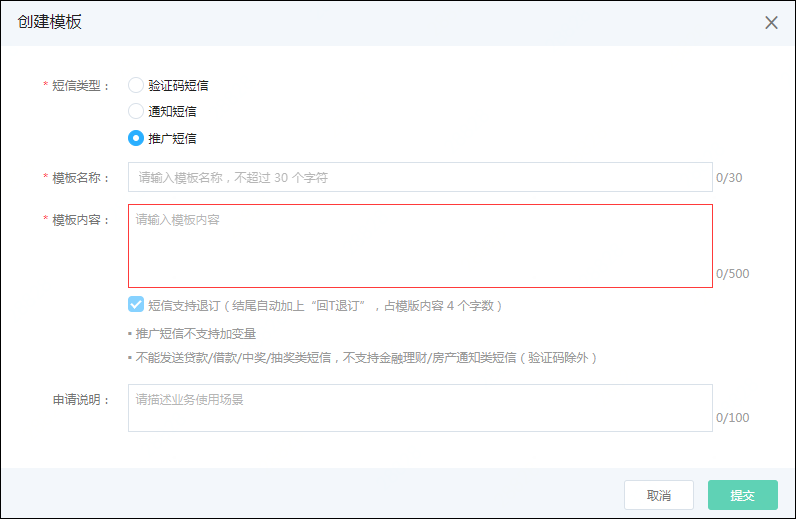 创建模板
* 短信类型：
验证码短信
通知短信
推广短信
* 模板名称：
请输入模板名称，不超过 30 个字符
0/30
* 模板内容：
请输入模板内容
0/500
短信支持退订（结尾自动加上“回T退订”，占模版内容 4 个字数）
▪ 推广短信不支持加变量
▪ 不能发送贷款/借款/中奖/抽奖类短信，不支持金融理财/房产通知类短信（验证码除外）
申请说明：
请描述业务使用场景
0/100
取消
提交